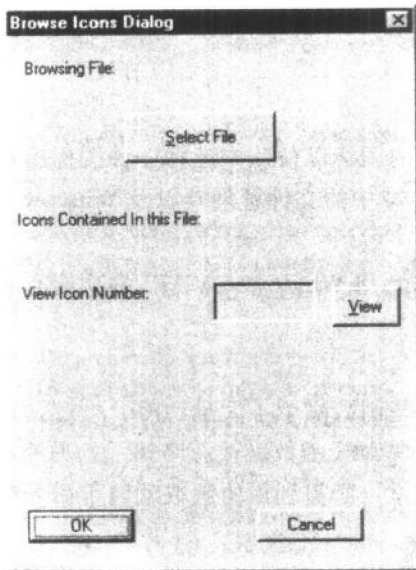 Browse Icons Dialog
Browsing File:
Select File
Icons Contained In this File:
View Icon Number:
View
OK
Cancel